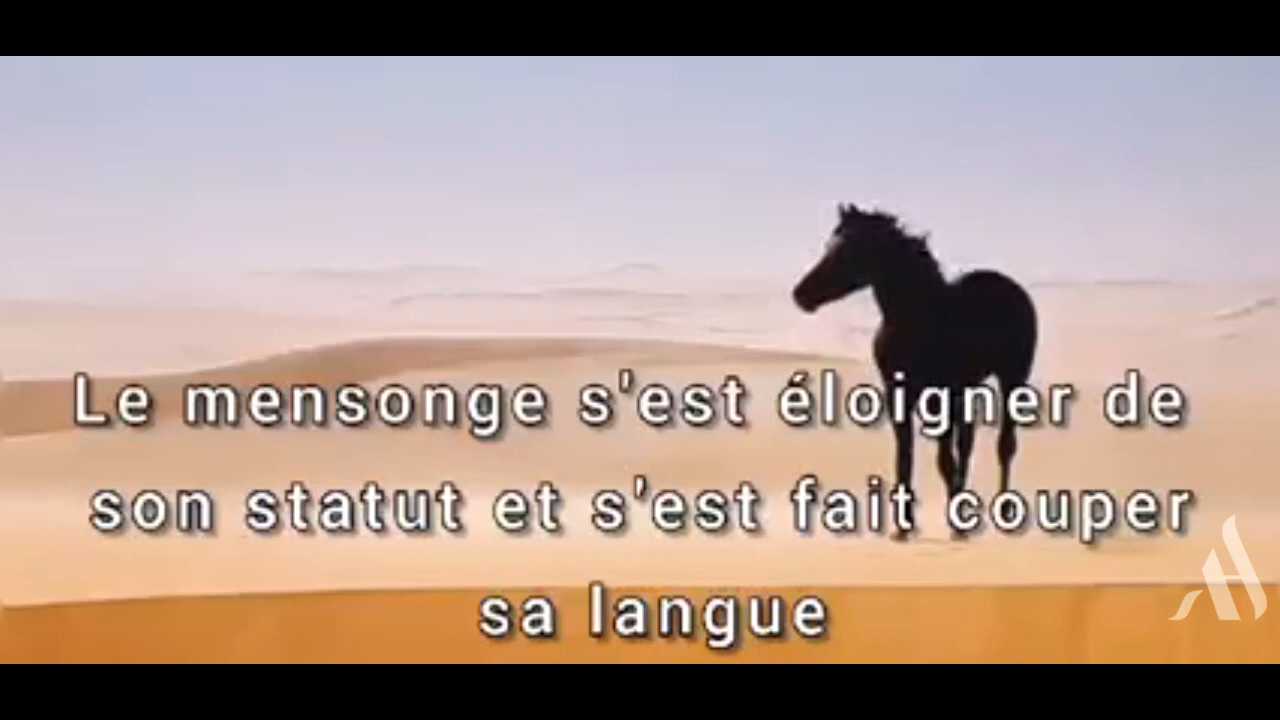 Le mensonge s'est éloigner de
son statut et s'est fait couper
sa langue